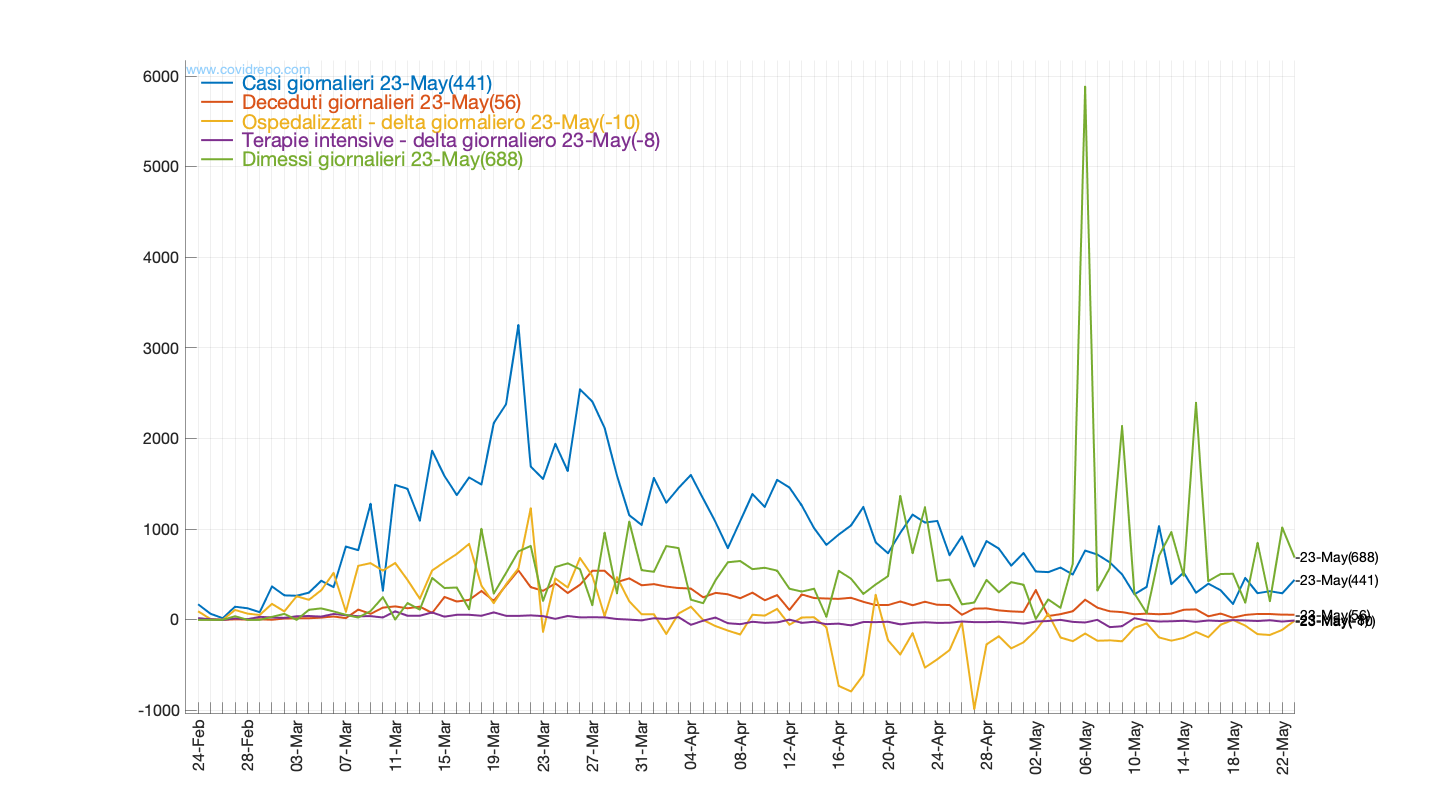 www.covidrepo.com
Casi giornalieri 23-May(441)
Deceduti giornalieri 23-May(56)
Ospedalizzati - delta giornaliero 23-May(-10)
Terapie intensive - delta giornaliero 23-May(-8)
Dimessi giornalieri 23-May(688)
6000
5000
4000
3000
2000
1000
0
-1000
-23-May(688)
-23-May(441)
-23-May(56)
24-Feb
28-Feb
03-Mar
07-Mar
11-Mar
15-Mar
19-Mar
23-Mar
27-Mar
31-Mar
04-Apr
08-Apr
12-Apr
16-Apr
20-Apr
24-Apr
28-Apr
02-May
06-May
10-May
14-May
18-May
22-May